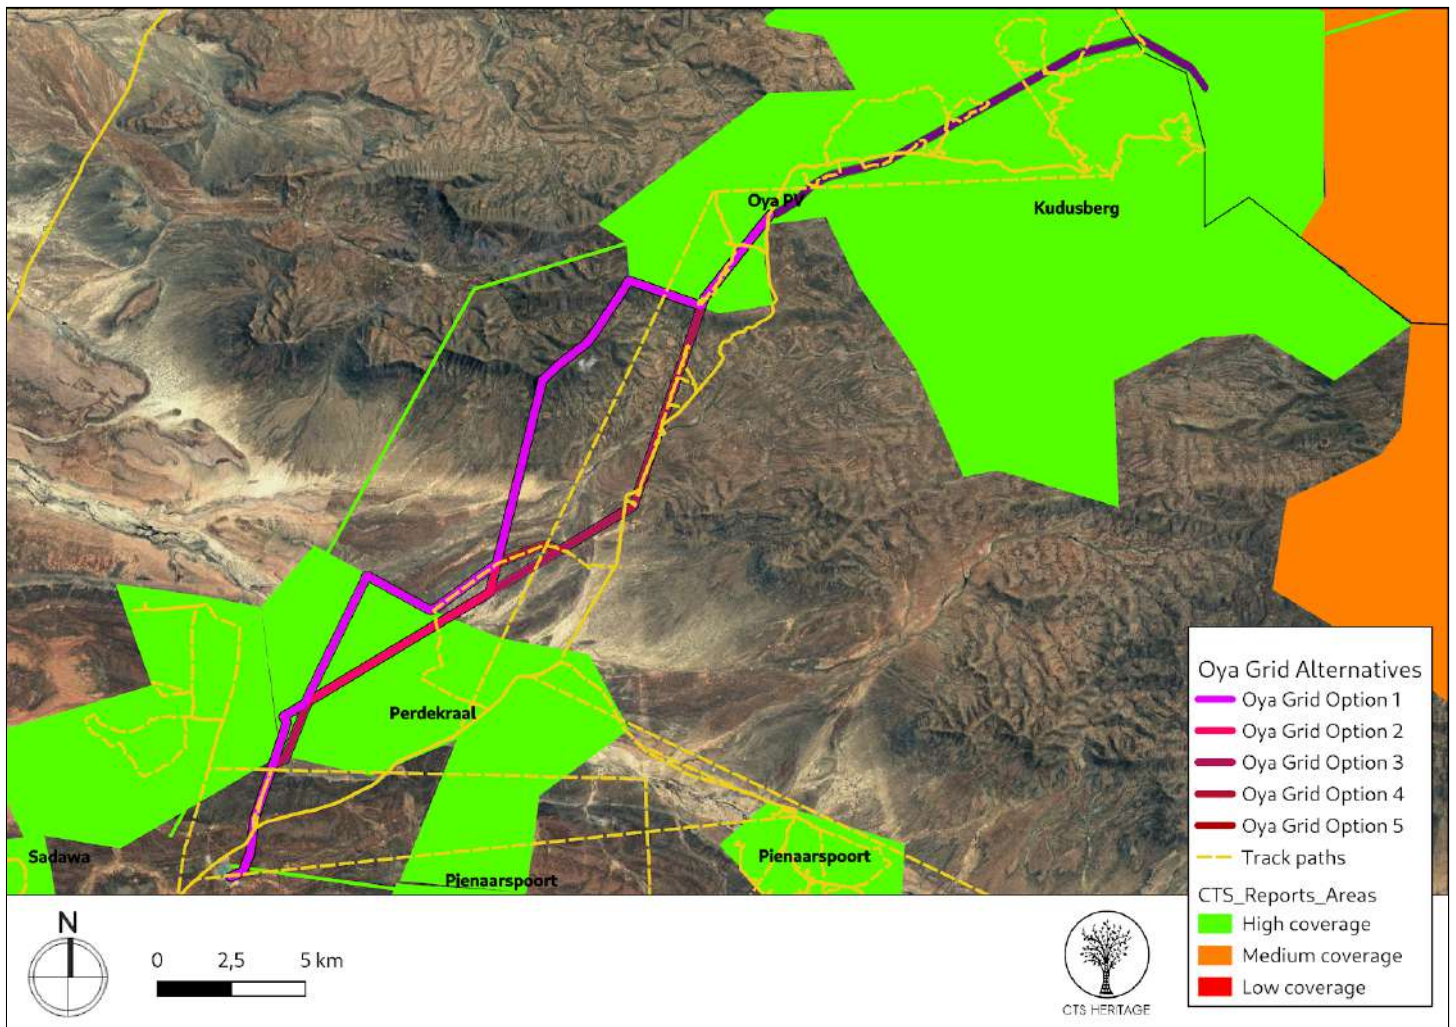 Oya PV
Kudusberg
Perdekraal
Sadawa
Pienaarspoort
Pienaarspoort
Oya Grid Alternatives
Oya Grid Option 1
Oya Grid Option 2
Oya Grid Option 3
Oya Grid Option 4
Oya Grid Option 5
Track paths
CTS_Reports_Areas
High coverage
Medium coverage
Low coverage
N
0 2,5 5 km
CTS HERITAGE